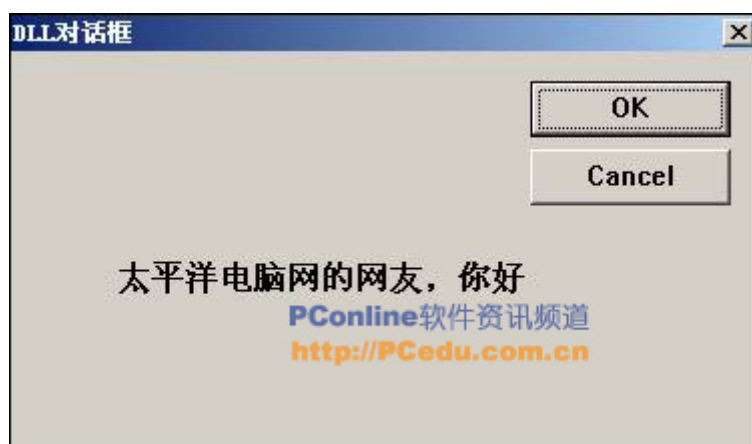 DLL对话框
OK
Cancel
太平洋电脑网的网友，你好
PConline软件资讯频道
http://PCedu.com.cn